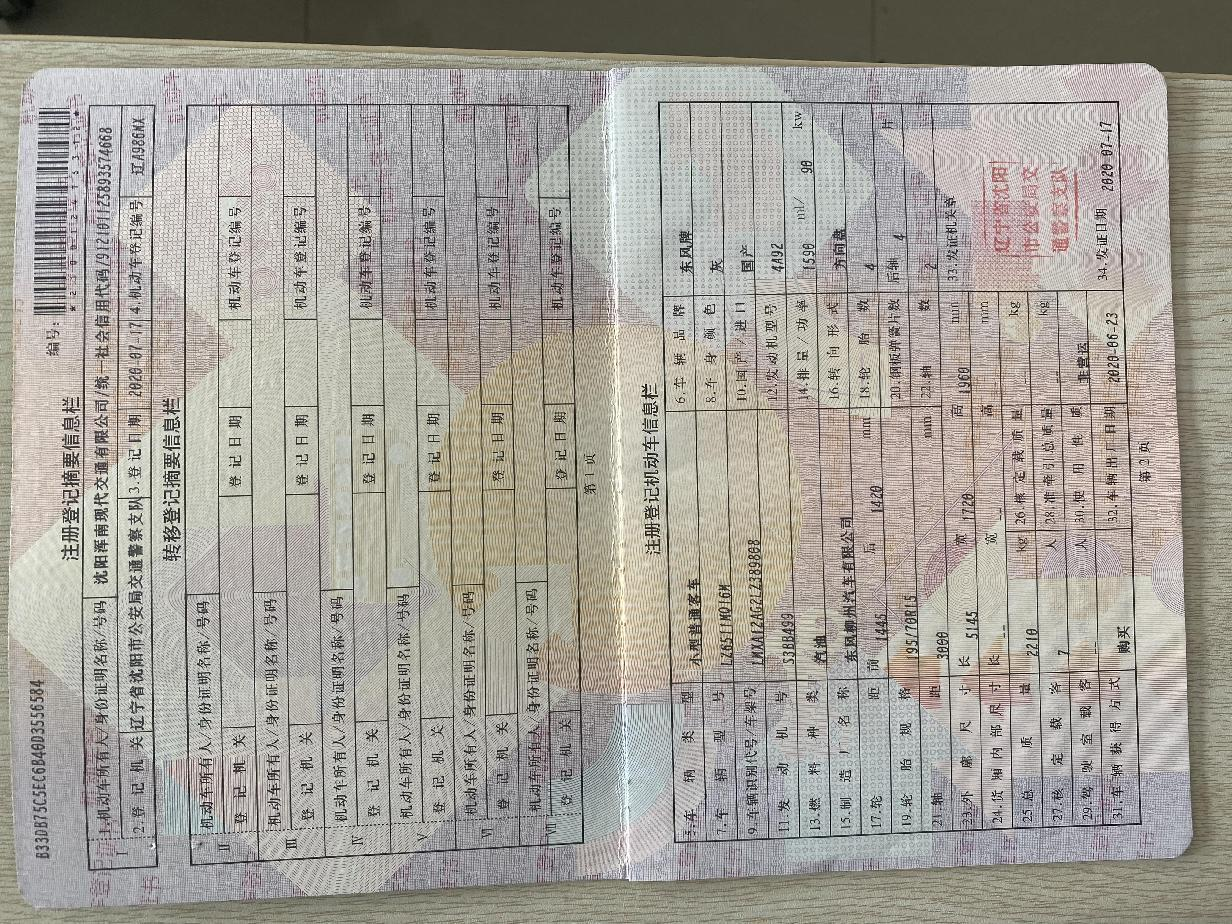 B33DB75C5EC6B40D3556584
编号:
注册登记摘要信息栏
I
1.机动车所有人/身份证明名称/号码 沈阳浑南现代交通有限公司/统一社会信用代码/91210112589357466B
2.登记机关 辽宁省沈阳市公安局交通警察支队 3.登记日期 2020-07-17 4.机动车登记编号 辽A986NX
转移登记摘要信息栏
II
机动车所有人/身份证明名称/号码
登记机关 登记日期 机动车登记编号
III
机动车所有人/身份证明名称/号码
登记机关 登记日期 机动车登记编号
IV
机动车所有人/身份证明名称/号码
登记机关 登记日期 机动车登记编号
V
机动车所有人/身份证明名称/号码
登记机关 登记日期 机动车登记编号
VI
机动车所有人/身份证明名称/号码
登记机关 登记日期 机动车登记编号
VII
机动车所有人/身份证明名称/号码
登记机关 登记日期 机动车登记编号
第1页
注册登记机动车信息栏
5.车辆类型 小型普通客车 6.车辆品牌 东风牌
7.车辆型号 LZ6511MQ16M 8.车身颜色 灰
9.车辆识别代号/车架号 LMXA12AG2LZ389808 10.国产/进口 国产
11.发动机号 S3BB499 12.发动机型号 4A92
13.燃料种类 汽油 14.排量/功率 1590 ml/ 90 kw
15.制造厂名称 东风柳州汽车有限公司 16.转向形式 方向盘
17.轮距 前 1445 后 1420 mm 18.轮胎数 4
19.轮胎规格 195/70R15 20.钢板弹簧片数 后轴 4 片
21.轴距 3000 mm 22.轴数 2
23.外廓尺寸 长 5145 宽 1720 高 1960 mm
24.货厢内部尺寸 长 -- 宽 -- 高 -- mm
25.总质量 2210 kg 26.核定载质量 -- kg
27.核定载客 7 人 28.准牵引总质量 -- kg
29.驾驶室载客 -- 人 30.使用性质 非营运
31.车辆获得方式 购买 32.车辆出厂日期 2020-06-23
33.发证机关章
辽宁省沈阳
市公安局交
通警察支队
34.发证日期 2020-07-17
第2页